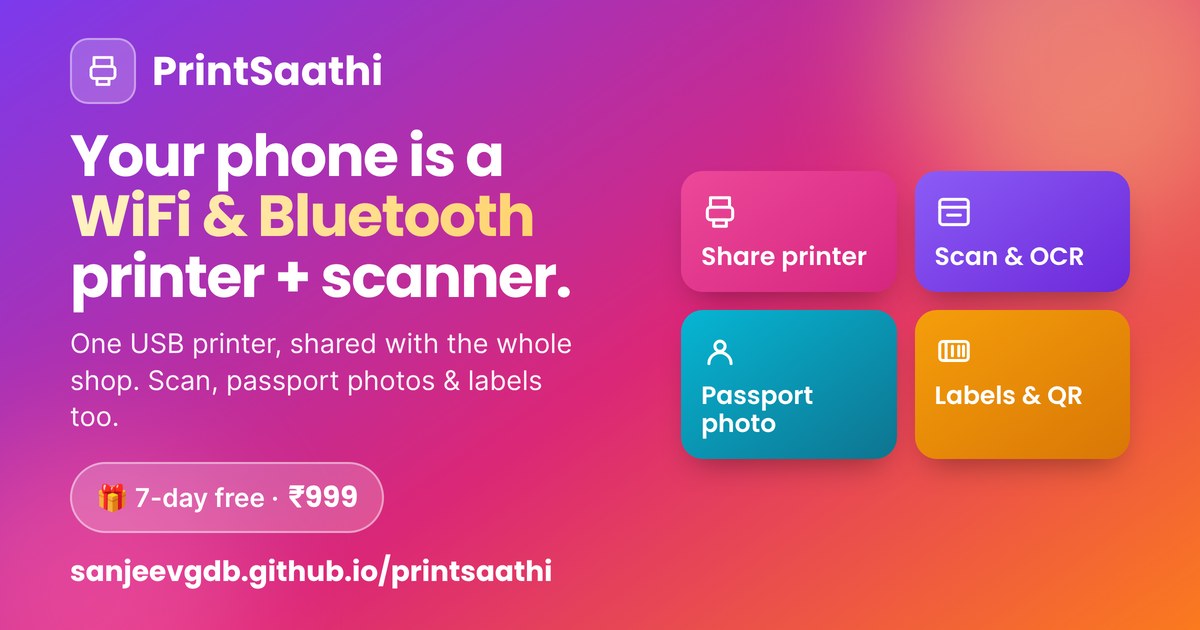 PrintSaathi
Your phone is a
WiFi & Bluetooth
printer + scanner.
One USB printer, shared with the whole
shop. Scan, passport photos & labels
too.
🎁 7-day free · ₹999
sanjeevgdb.github.io/printsaathi
Share printer
Scan & OCR
Passport
photo
Labels & QR